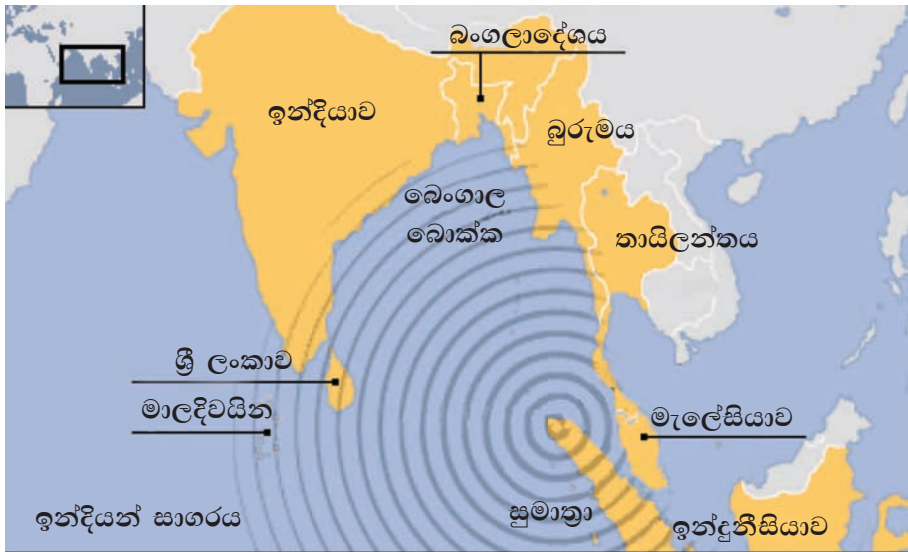 බංගලාදේශය
ඉන්දියාව
බුරුමය
බෙංගාල
බොක්ක
තායිලන්තය
ශ්‍රී ලංකාව
මාලදිවයින
මැලේසියාව
ඉන්දියන් සාගරය
සුමාත්‍රා
ඉන්දුනීසියාව